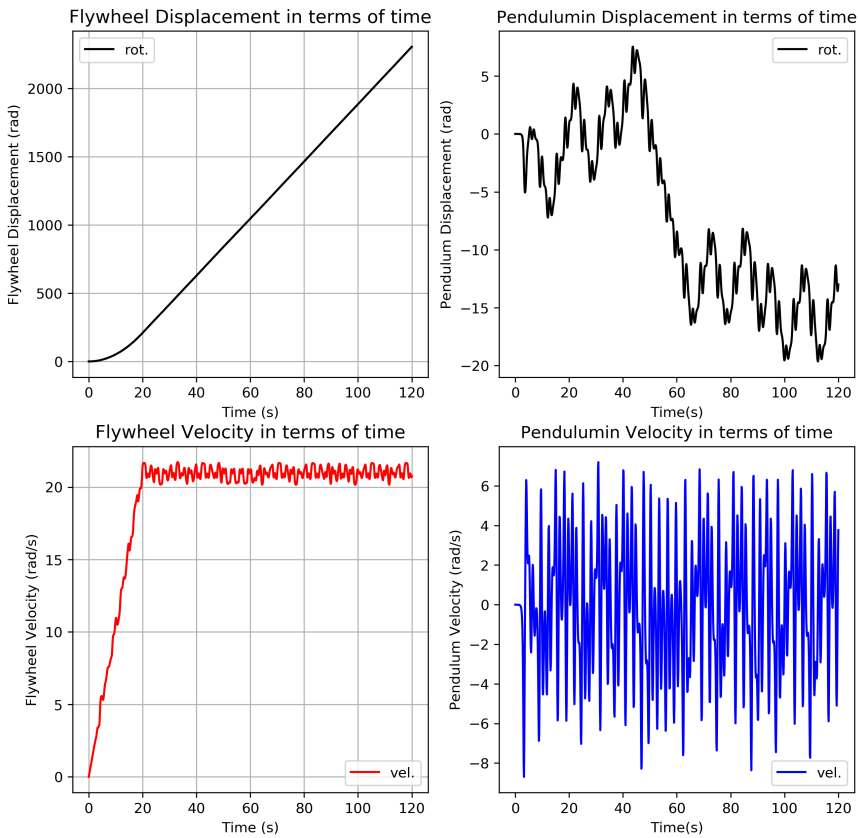 Flywheel Displacement in terms of time
rot.
Flywheel Displacement (rad)
2000
1500
1000
500
0
0 20 40 60 80 100 120
Time (s)
Pendulumin Displacement in terms of time
rot.
Pendulum Displacement (rad)
5
0
−5
−10
−15
−20
0 20 40 60 80 100 120
Time(s)
Flywheel Velocity in terms of time
Flywheel Velocity (rad/s)
20
15
10
5
0
vel.
0 20 40 60 80 100 120
Time (s)
Pendulumin Velocity in terms of time
Pendulum Velocity (rad/s)
6
4
2
0
−2
−4
−6
−8
vel.
0 20 40 60 80 100 120
Time(s)